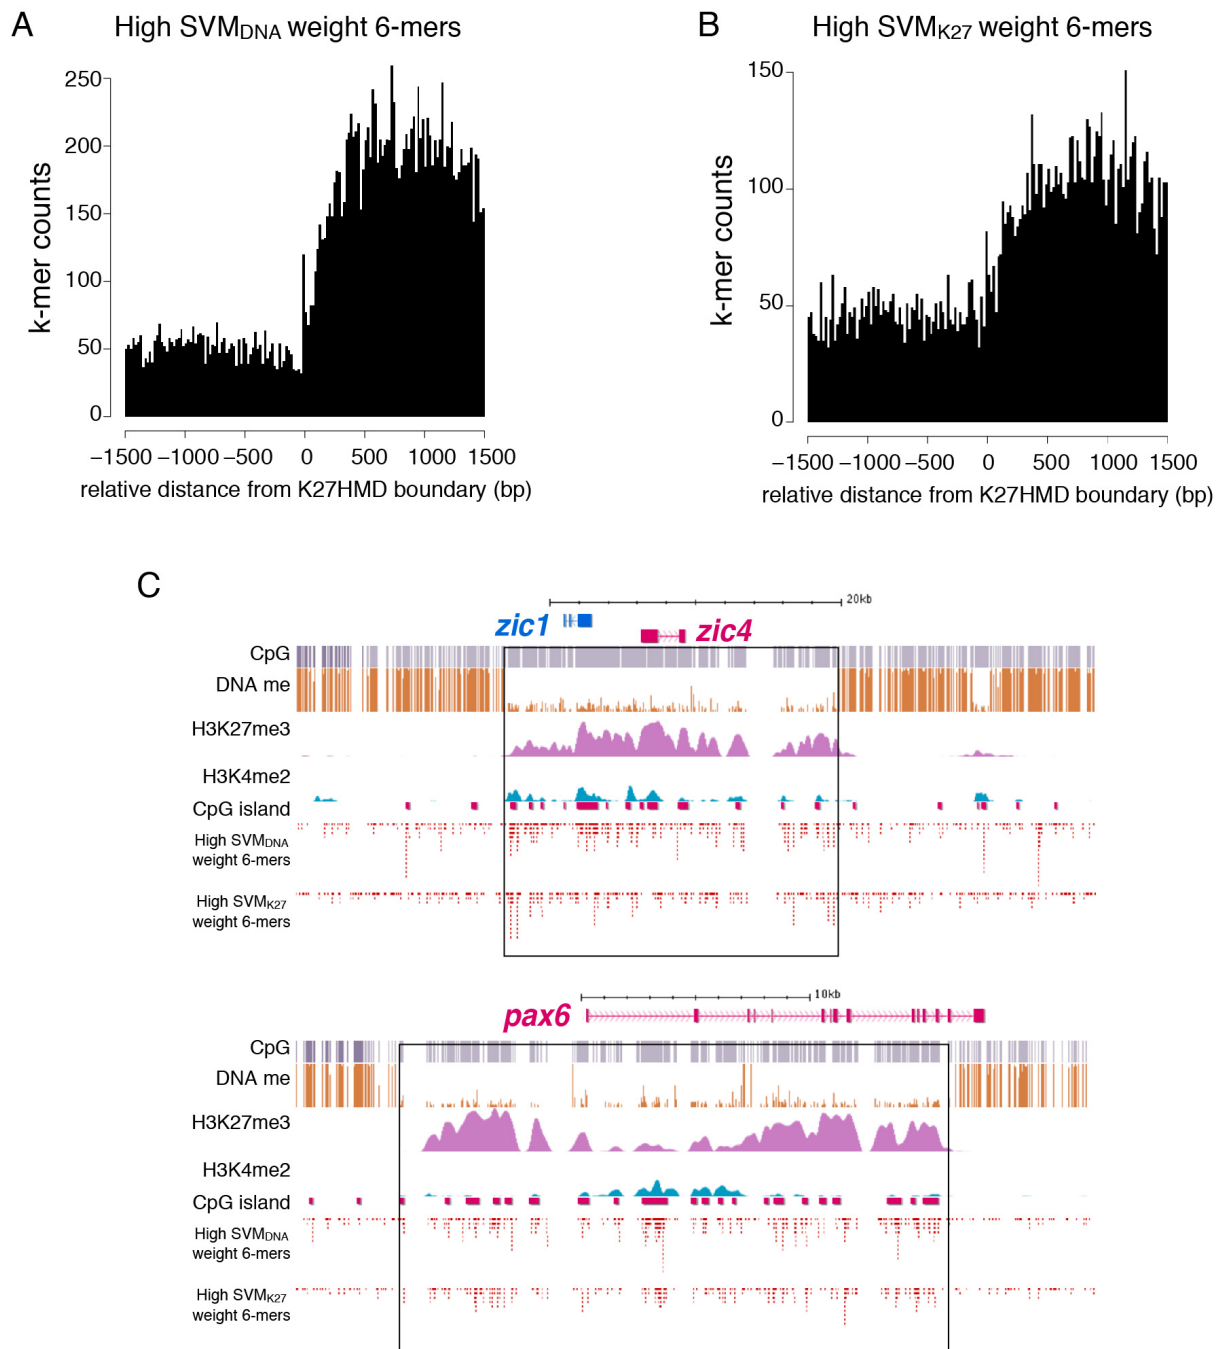 A
High SVMDNA weight 6-mers
250
200
150
100
50
0
k-mer counts
−1500 −1000 −500 0 500 1000 1500
relative distance from K27HMD boundary (bp)
B
High SVMK27 weight 6-mers
150
100
50
0
k-mer counts
−1500 −1000 −500 0 500 1000 1500
relative distance from K27HMD boundary (bp)
C
20kb
zic1
zic4
CpG
DNA me
H3K27me3
H3K4me2
CpG island
High SVMDNA
weight 6-mers
High SVMK27
weight 6-mers
10kb
pax6
CpG
DNA me
H3K27me3
H3K4me2
CpG island
High SVMDNA
weight 6-mers
High SVMK27
weight 6-mers